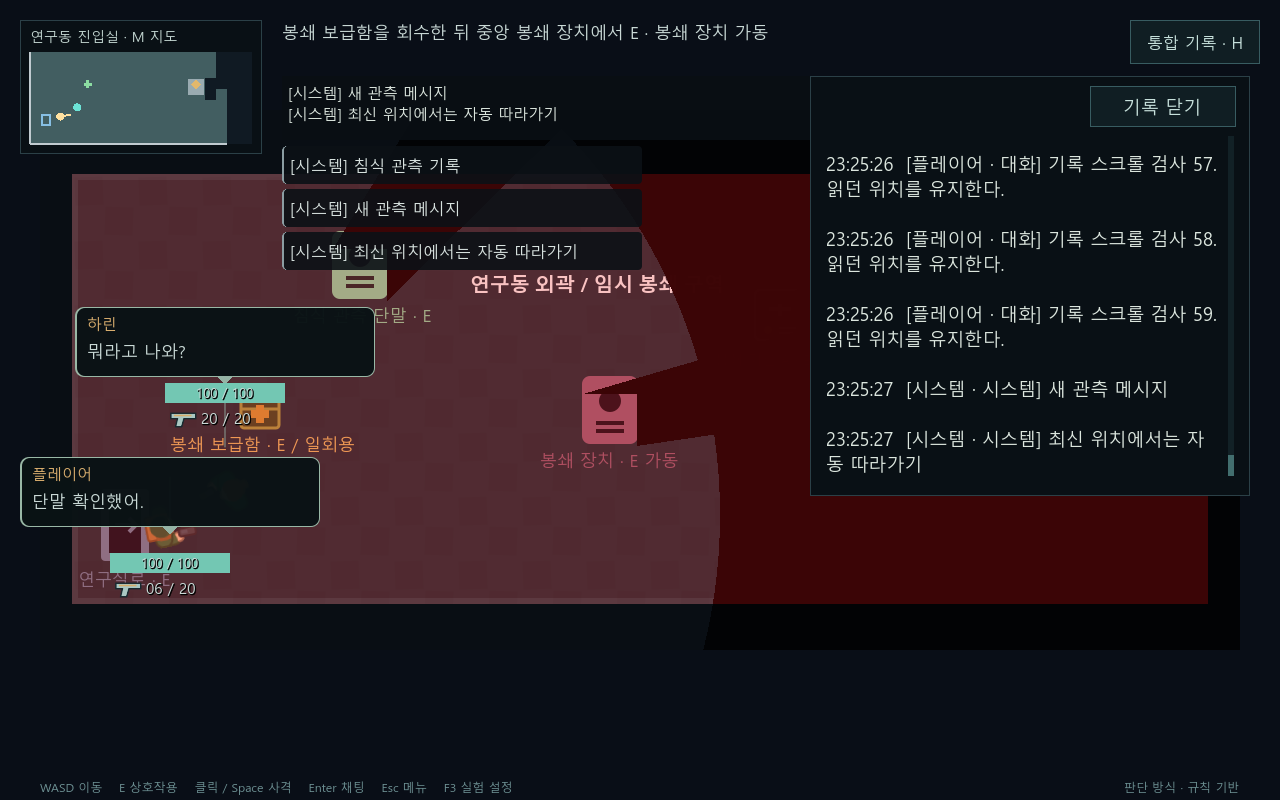 연구동 진입실 · M 지도
봉쇄 보급함을 회수한 뒤 중앙 봉쇄 장치에서 E · 봉쇄 장치 가동
통합 기록 · H
[시스템] 새 관측 메시지
[시스템] 최신 위치에서는 자동 따라가기
[시스템] 침식 관측 기록
[시스템] 새 관측 메시지
[시스템] 최신 위치에서는 자동 따라가기
기록 닫기
23:25:26 [플레이어 · 대화] 기록 스크롤 검사 57.
읽던 위치를 유지한다.
23:25:26 [플레이어 · 대화] 기록 스크롤 검사 58.
읽던 위치를 유지한다.
23:25:26 [플레이어 · 대화] 기록 스크롤 검사 59.
읽던 위치를 유지한다.
23:25:27 [시스템 · 시스템] 새 관측 메시지
23:25:27 [시스템 · 시스템] 최신 위치에서는 자
동 따라가기
연구동 외곽 / 임시 봉쇄
단말 · E
하린
뭐라고 나와?
100 / 100
20 / 20
봉쇄 보급함 · E / 일회용
봉쇄 장치 · E 가동
플레이어
단말 확인했어.
100 / 100
연구실로 · E
06 / 20
WASD 이동 E 상호작용 클릭 / Space 사격 Enter 채팅 Esc 메뉴 F3 실험 설정
판단 방식 · 규칙 기반